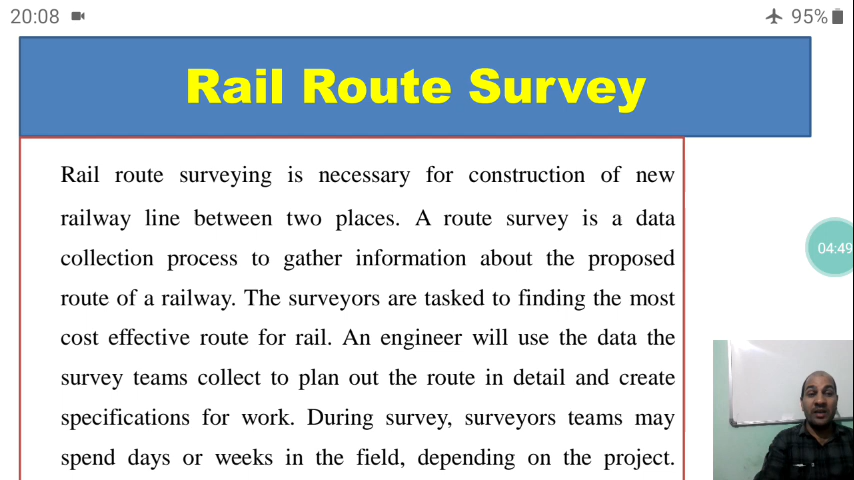 20:08
95%
Rail Route Survey
Rail route surveying is necessary for construction of new
railway line between two places. A route survey is a data
collection process to gather information about the proposed
route of a railway. The surveyors are tasked to finding the most
cost effective route for rail. An engineer will use the data the
survey teams collect to plan out the route in detail and create
specifications for work. During survey, surveyors teams may
spend days or weeks in the field, depending on the project.
04:49